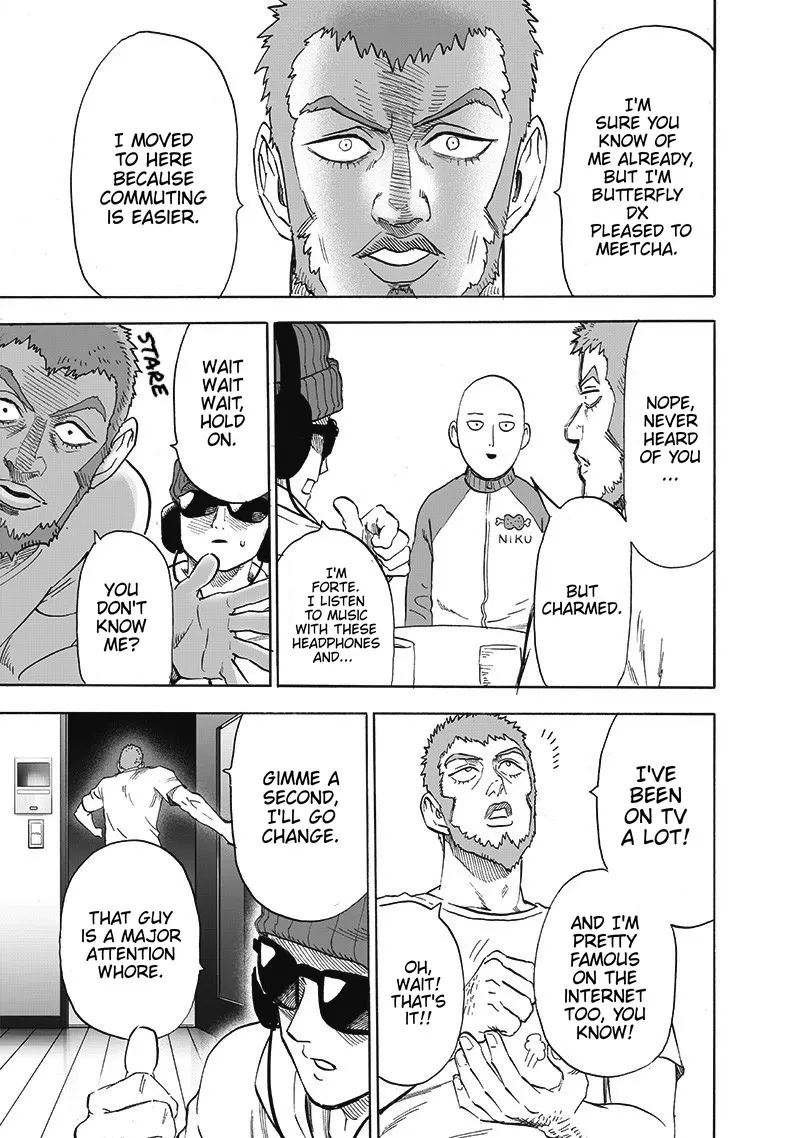 I'M
SURE YOU
KNOW OF
ME ALREADY,
BUT I'M
BUTTERFLY
DX
PLEASED TO
MEETCHA.
I MOVED
TO HERE
BECAUSE
COMMUTING
IS EASIER.
NOPE,
NEVER
HEARD
OF YOU
...
BUT
CHARMED.
NiKU
I'M
FORTE.
I LISTEN
TO MUSIC
WITH THESE
HEADPHONES
AND...
WAIT
WAIT
WAIT,
HOLD
ON.
STARE
YOU
DON'T
KNOW
ME?
I'VE
BEEN
ON TV
A LOT!
AND I'M
PRETTY
FAMOUS
ON THE
INTERNET
TOO, YOU
KNOW!
OH,
WAIT!
THAT'S
IT!!
GIMME A
SECOND,
I'LL GO
CHANGE.
THAT GUY
IS A MAJOR
ATTENTION
WHORE.